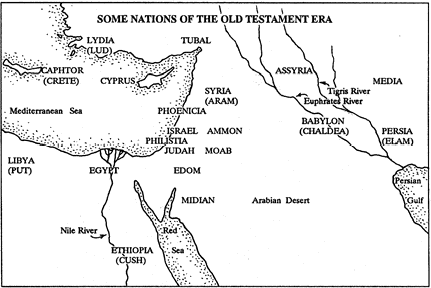 SOME NATIONS OF THE OLD TESTAMENT ERA
LYDIA
(LUD)
TUBAL
CAPHTOR
(CRETE)
CYPRUS
ASSYRIA
MEDIA
SYRIA
(ARAM)
Tigris River
Euphrates River
Mediterranean Sea
PHOENICIA
BABYLON
(CHALDEA)
ISRAEL
AMMON
PERSIA
(ELAM)
PHILISTIA
JUDAH
MOAB
LIBYA
(PUT)
EGYPT
EDOM
Persian
Gulf
MIDIAN
Arabian Desert
Nile River
Red
Sea
ETHIOPIA
(CUSH)